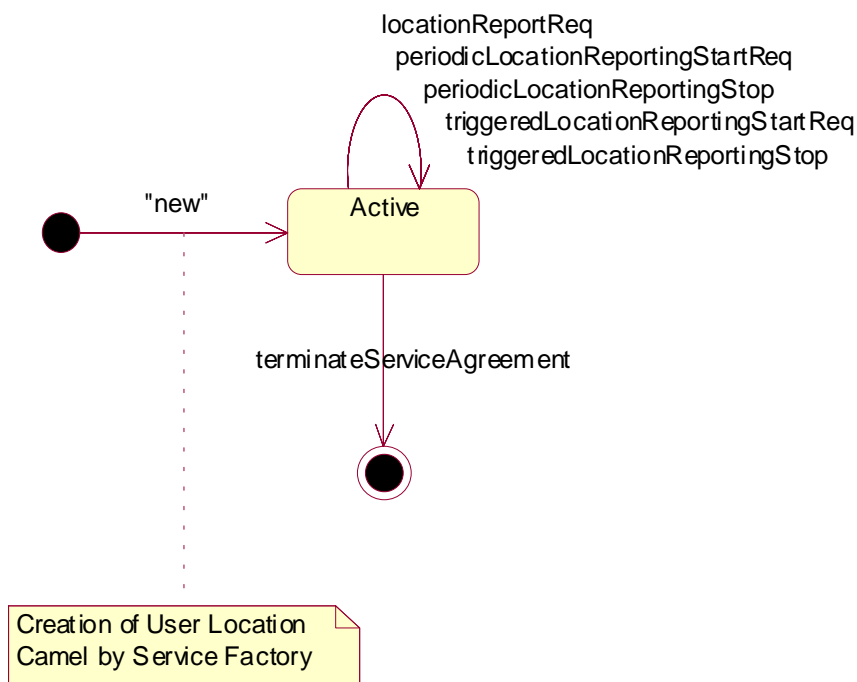 locationReportReq
periodicLocationReportingStartReq
periodicLocationReportingStop
triggeredLocationReportingStartReq
triggeredLocationReportingStop
"new"
Active
terminateServiceAgreement
Creation of User Location
Camel by Service Factory